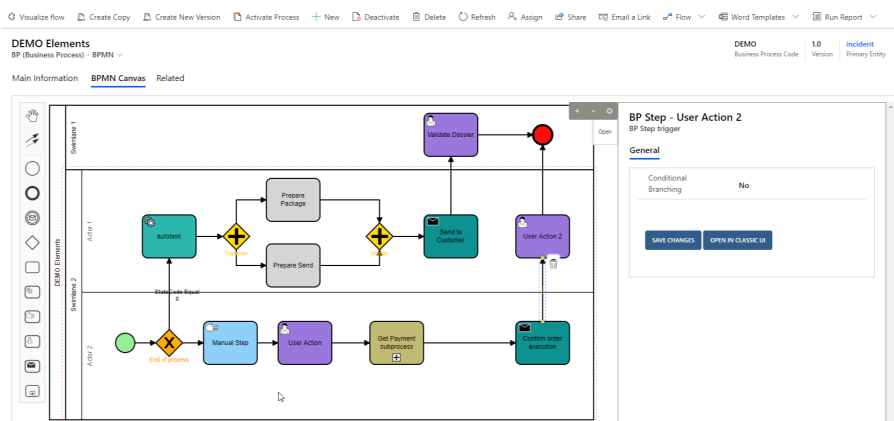 Visualize flow Create Copy Create New Version Activate Process New Deactivate Delete Refresh Assign Share Email a Link Flow Word Templates Run Report
DEMO Elements
BP (Business Process) · BPMN
DEMO 1.0 incident
Business Process Code Version Primary Entity
Main Information BPMN Canvas Related
+ -
Open
BP Step - User Action 2
BP Step trigger
General
Conditional
Branching
No
SAVE CHANGES OPEN IN CLASSIC UI
DEMO Elements
Swimlane 1
Validate Dossier
Swimlane 2
Actor 1
autotask
Together
Prepare
Package
Prepare Send
Send to
Customer
User Action 2
StateCode Equal
0
Actor 2
End of process
Manual Step
User Action
Get Payment
subprocess
Confirm order
execution